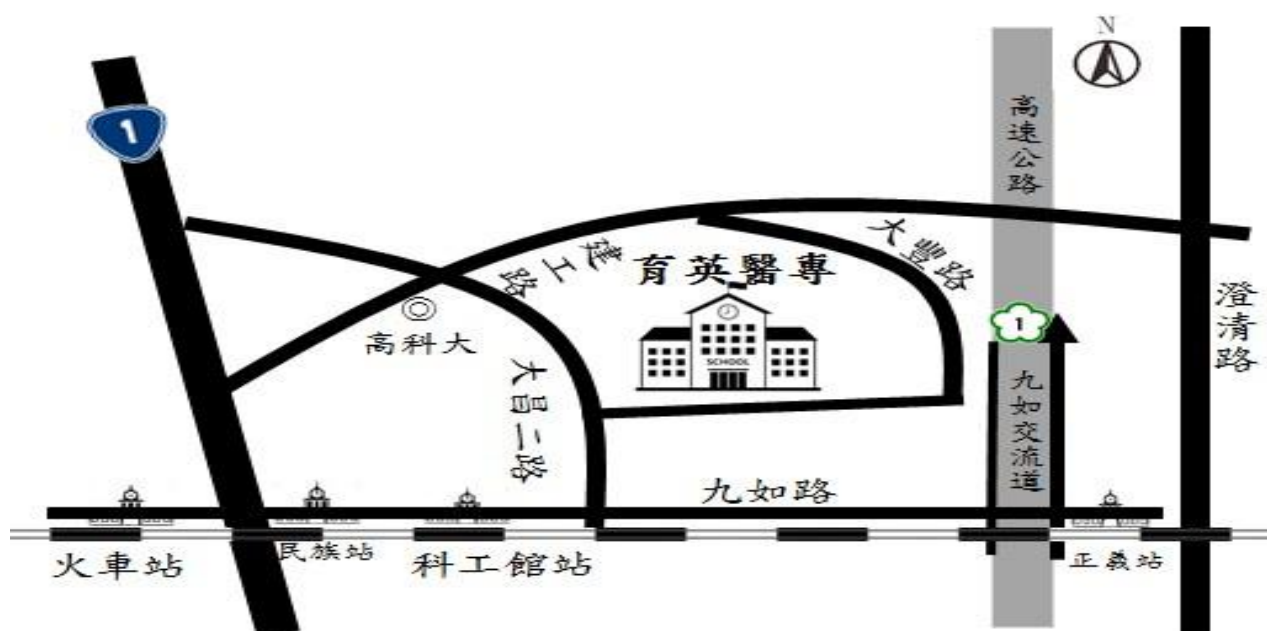 N
1
高速公路
大豐路
建工路
育英醫專
SCHOOL
澄清路
1
高科大
大昌二路
九如交流道
九如路
火車站
民族站
科工館站
正義站